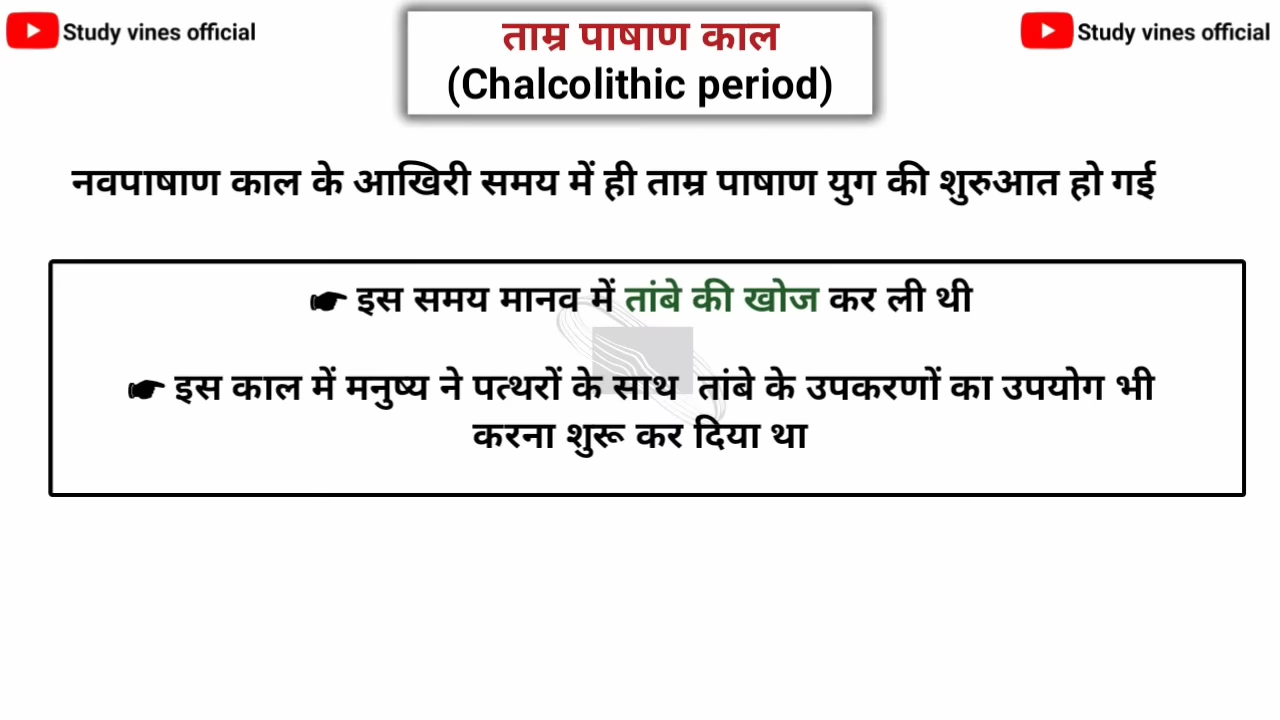 Study vines official
ताम्र पाषाण काल
(Chalcolithic period)
Study vines official
नवपाषाण काल के आखिरी समय में ही ताम्र पाषाण युग की शुरुआत हो गई
☛ इस समय मानव में तांबे की खोज कर ली थी
☛ इस काल में मनुष्य ने पत्थरों के साथ तांबे के उपकरणों का उपयोग भी
करना शुरू कर दिया था